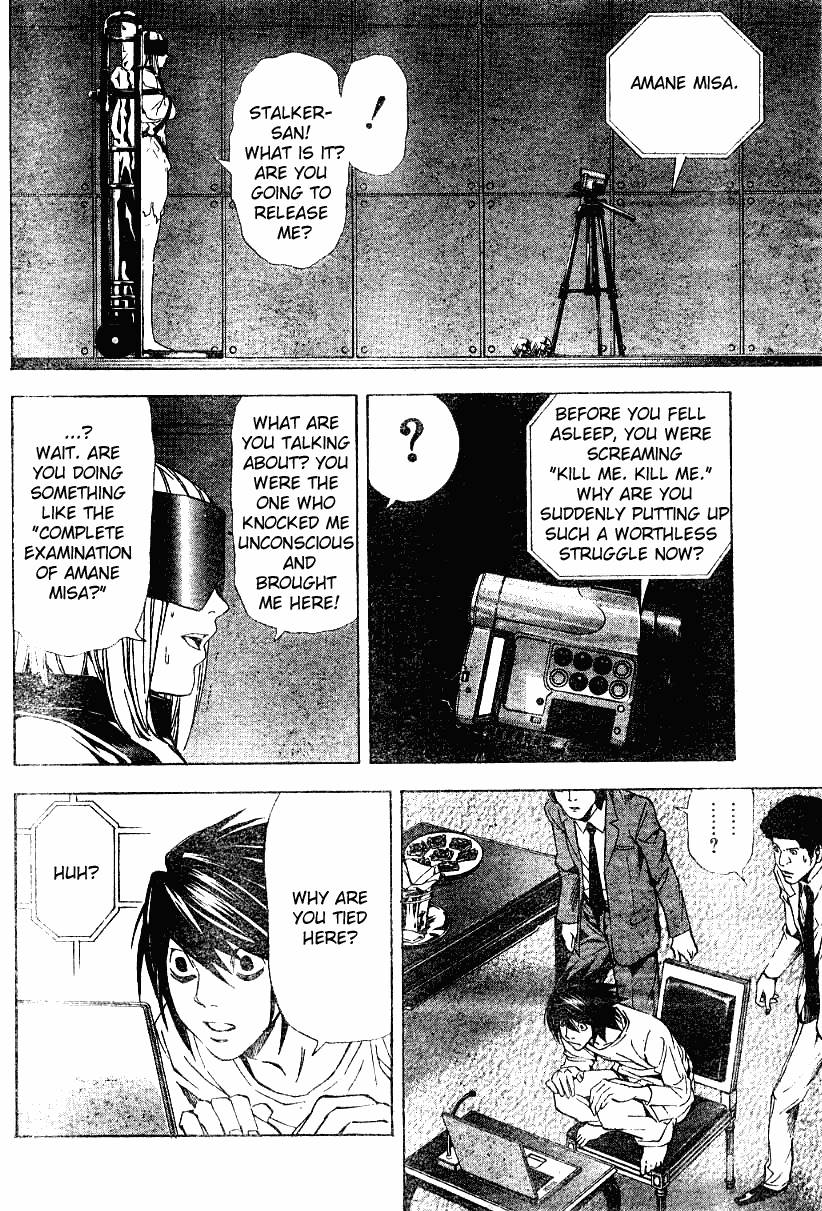 AMANE MISA.
!
STALKER-
SAN!
WHAT IS IT?
ARE YOU
GOING TO
RELEASE
ME?
BEFORE YOU FELL
ASLEEP, YOU WERE
SCREAMING
"KILL ME. KILL ME."
WHY ARE YOU
SUDDENLY PUTTING UP
SUCH A WORTHLESS
STRUGGLE NOW?
?
WHAT ARE
YOU TALKING
ABOUT? YOU
WERE THE
ONE WHO
KNOCKED ME
UNCONSCIOUS
AND
BROUGHT
ME HERE!
...?
WAIT. ARE
YOU DOING
SOMETHING
LIKE THE
"COMPLETE
EXAMINATION
OF AMANE
MISA?"
......
......?
WHY ARE
YOU TIED
HERE?
HUH?